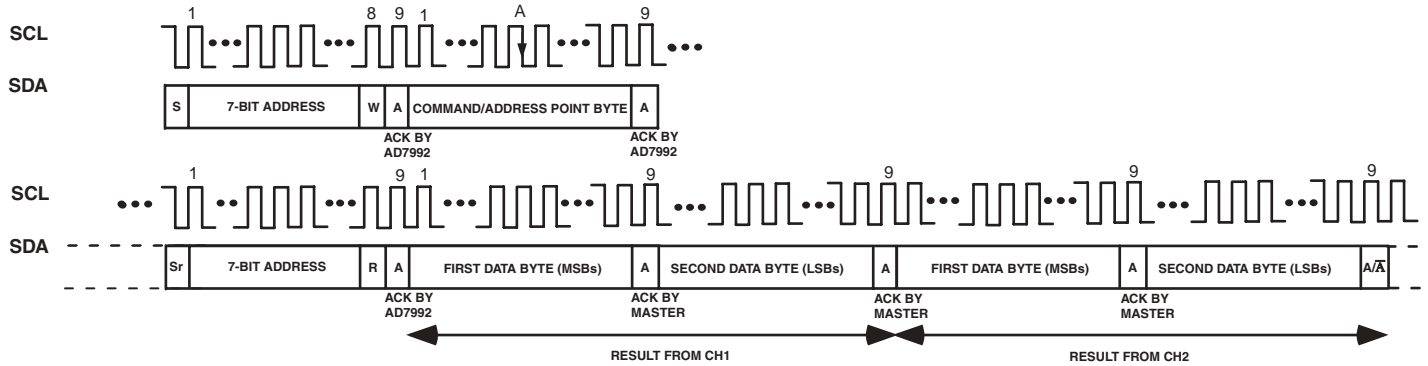 1 8 9 1 A 9
SCL
SDA
S 7-BIT ADDRESS W A COMMAND/ADDRESS POINT BYTE A
ACK BY AD7992
ACK BY AD7992
1 9 1 9 9 9 9
SCL
SDA
Sr 7-BIT ADDRESS R A FIRST DATA BYTE (MSBs) A SECOND DATA BYTE (LSBs) A FIRST DATA BYTE (MSBs) A SECOND DATA BYTE (LSBs) A/A̅
ACK BY AD7992
ACK BY MASTER
ACK BY MASTER
ACK BY MASTER
RESULT FROM CH1
RESULT FROM CH2